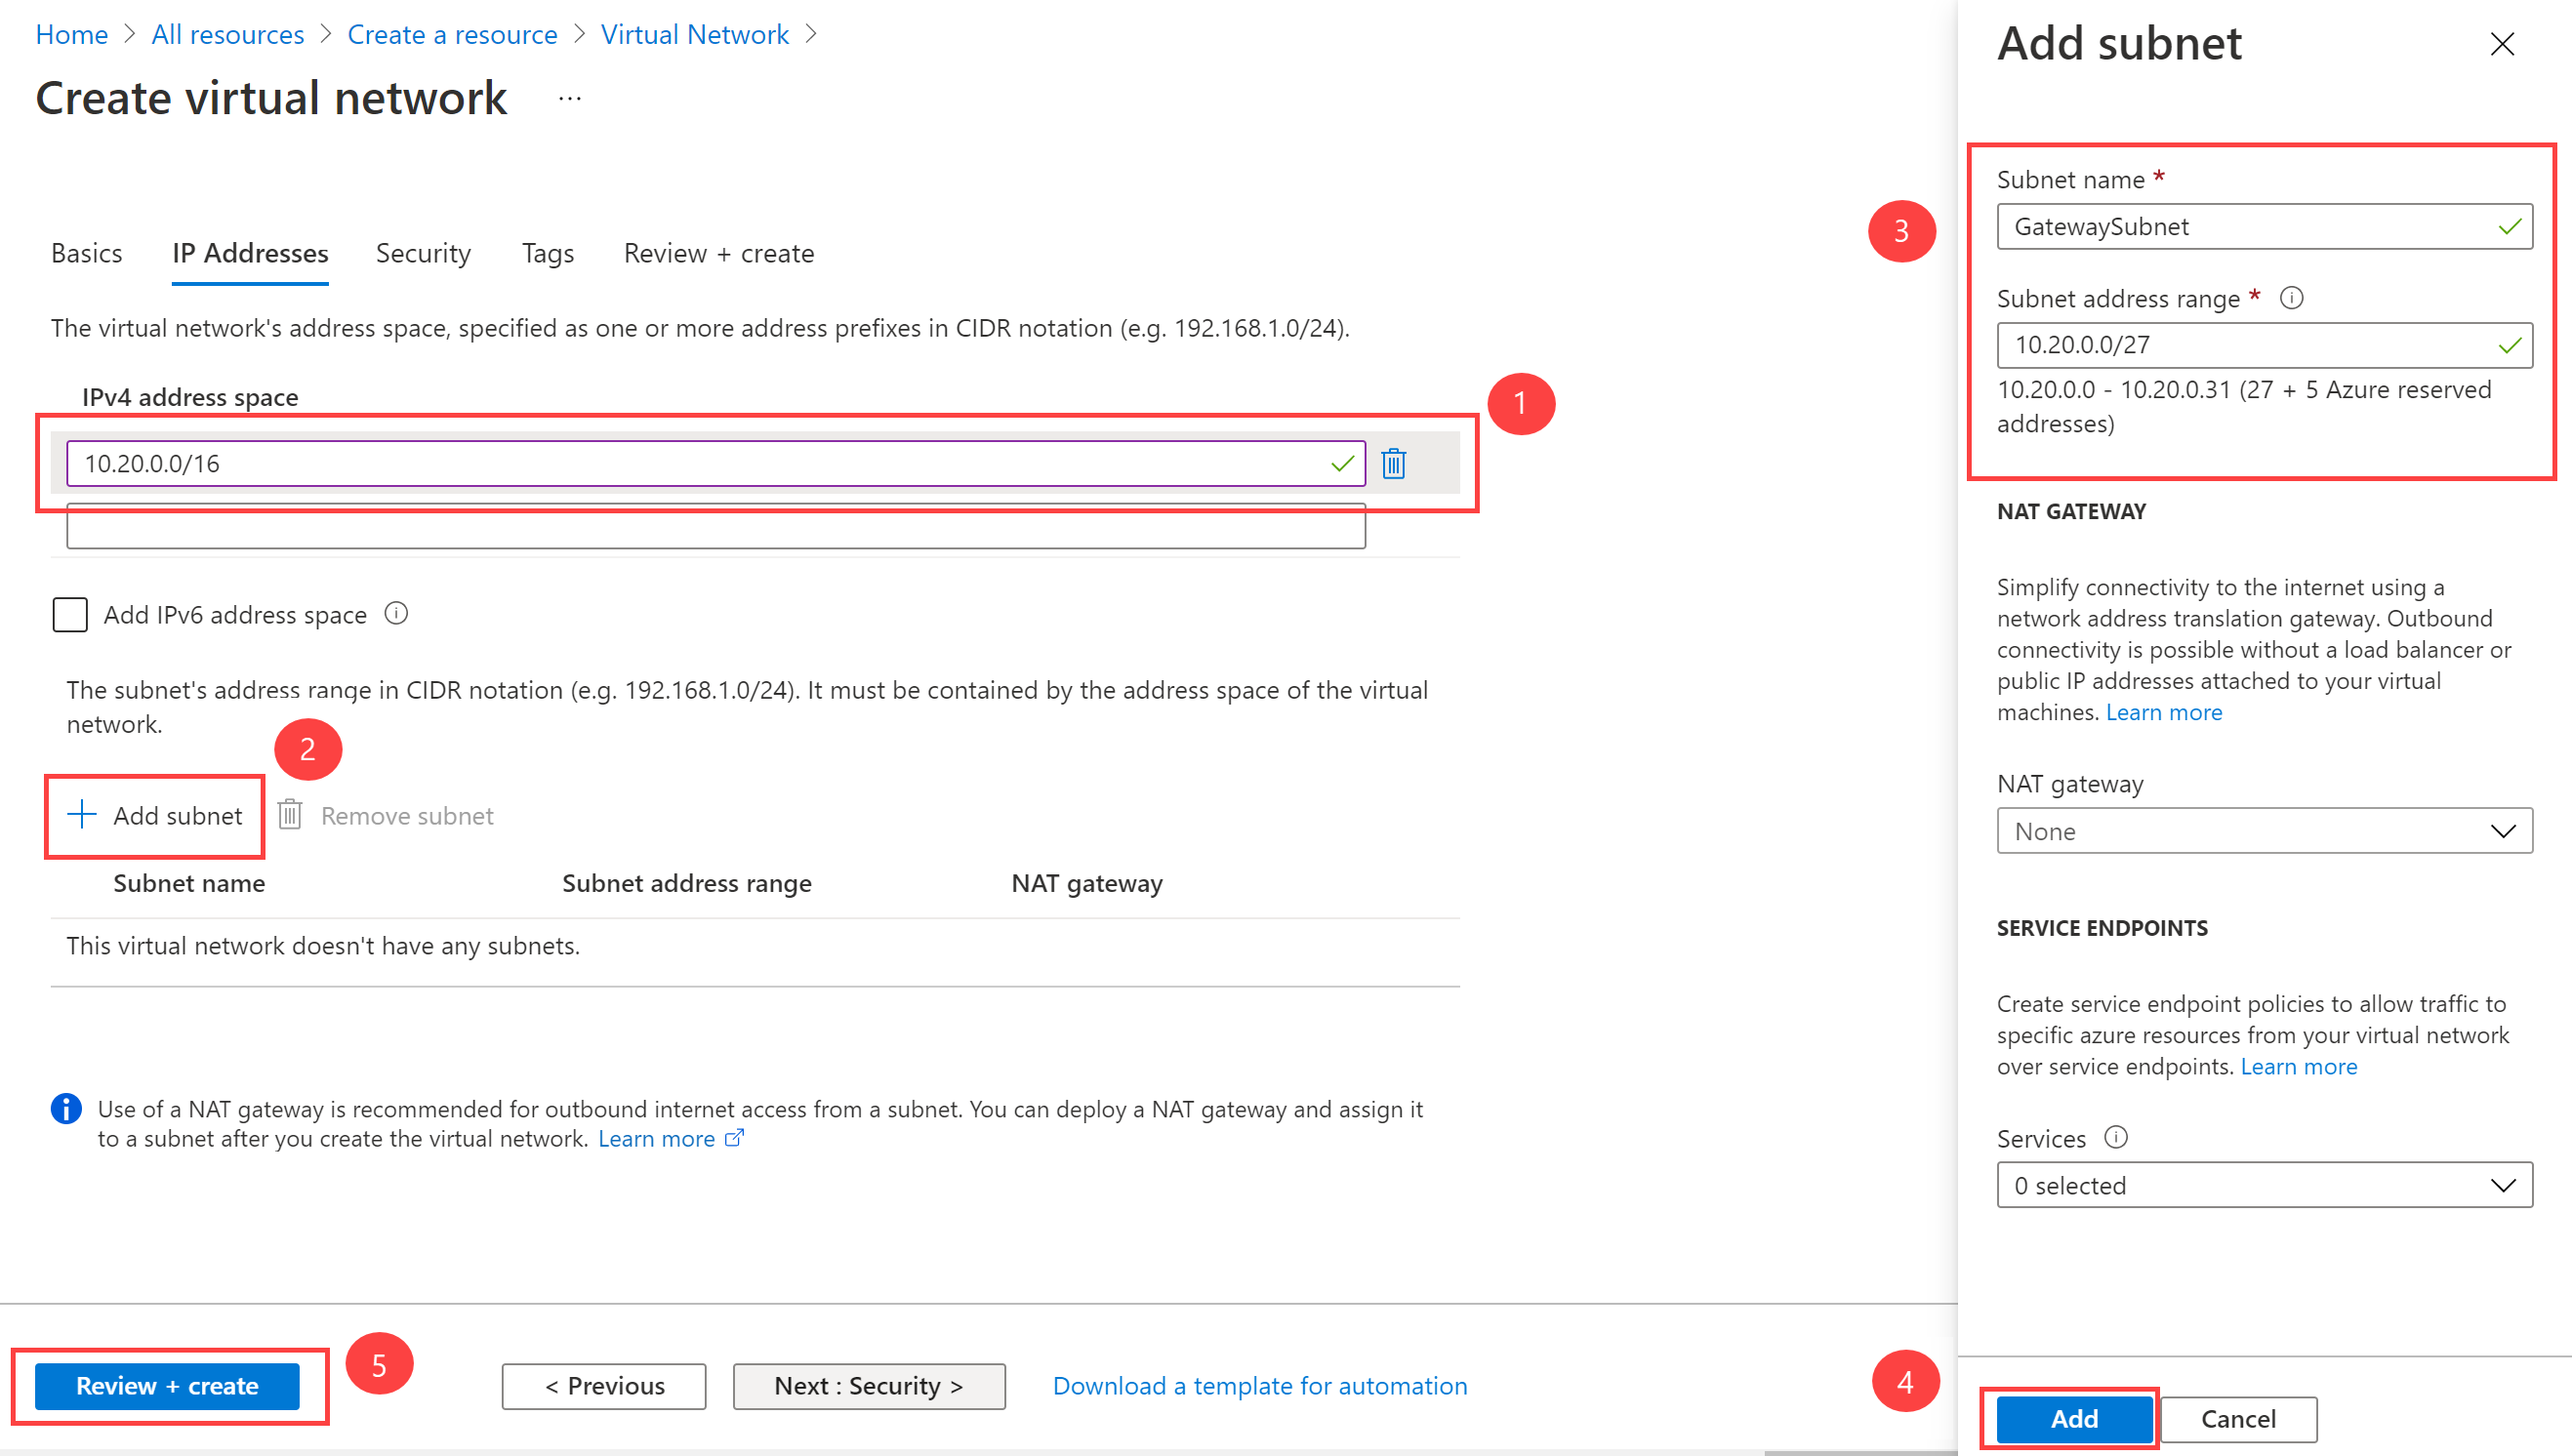 Home > All resources > Create a resource > Virtual Network >
Create virtual network ...
Basics IP Addresses Security Tags Review + create
The virtual network's address space, specified as one or more address prefixes in CIDR notation (e.g. 192.168.1.0/24).
IPv4 address space
1
10.20.0.0/16
Add IPv6 address space
The subnet's address range in CIDR notation (e.g. 192.168.1.0/24). It must be contained by the address space of the virtual
network.
2
Add subnet Remove subnet
Subnet name Subnet address range NAT gateway
This virtual network doesn't have any subnets.
Use of a NAT gateway is recommended for outbound internet access from a subnet. You can deploy a NAT gateway and assign it
to a subnet after you create the virtual network. Learn more
Review + create
5
< Previous
Next : Security >
Download a template for automation
Add subnet
3
Subnet name *
GatewaySubnet
Subnet address range *
10.20.0.0/27
10.20.0.0 - 10.20.0.31 (27 + 5 Azure reserved
addresses)
NAT GATEWAY
Simplify connectivity to the internet using a
network address translation gateway. Outbound
connectivity is possible without a load balancer or
public IP addresses attached to your virtual
machines. Learn more
NAT gateway
None
SERVICE ENDPOINTS
Create service endpoint policies to allow traffic to
specific azure resources from your virtual network
over service endpoints. Learn more
Services
0 selected
4
Add
Cancel